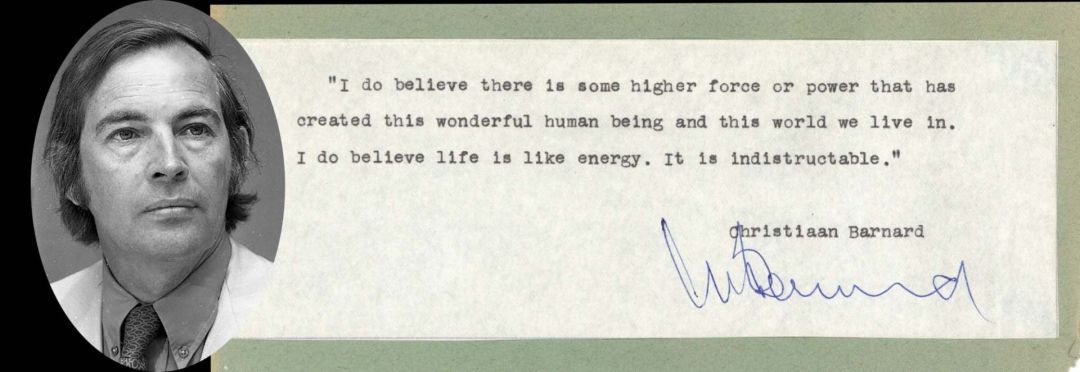 "I do believe there is some higher force or power that has
created this wonderful human being and this world we live in.
I do believe life is like energy. It is indistructable."
Christiaan Barnard